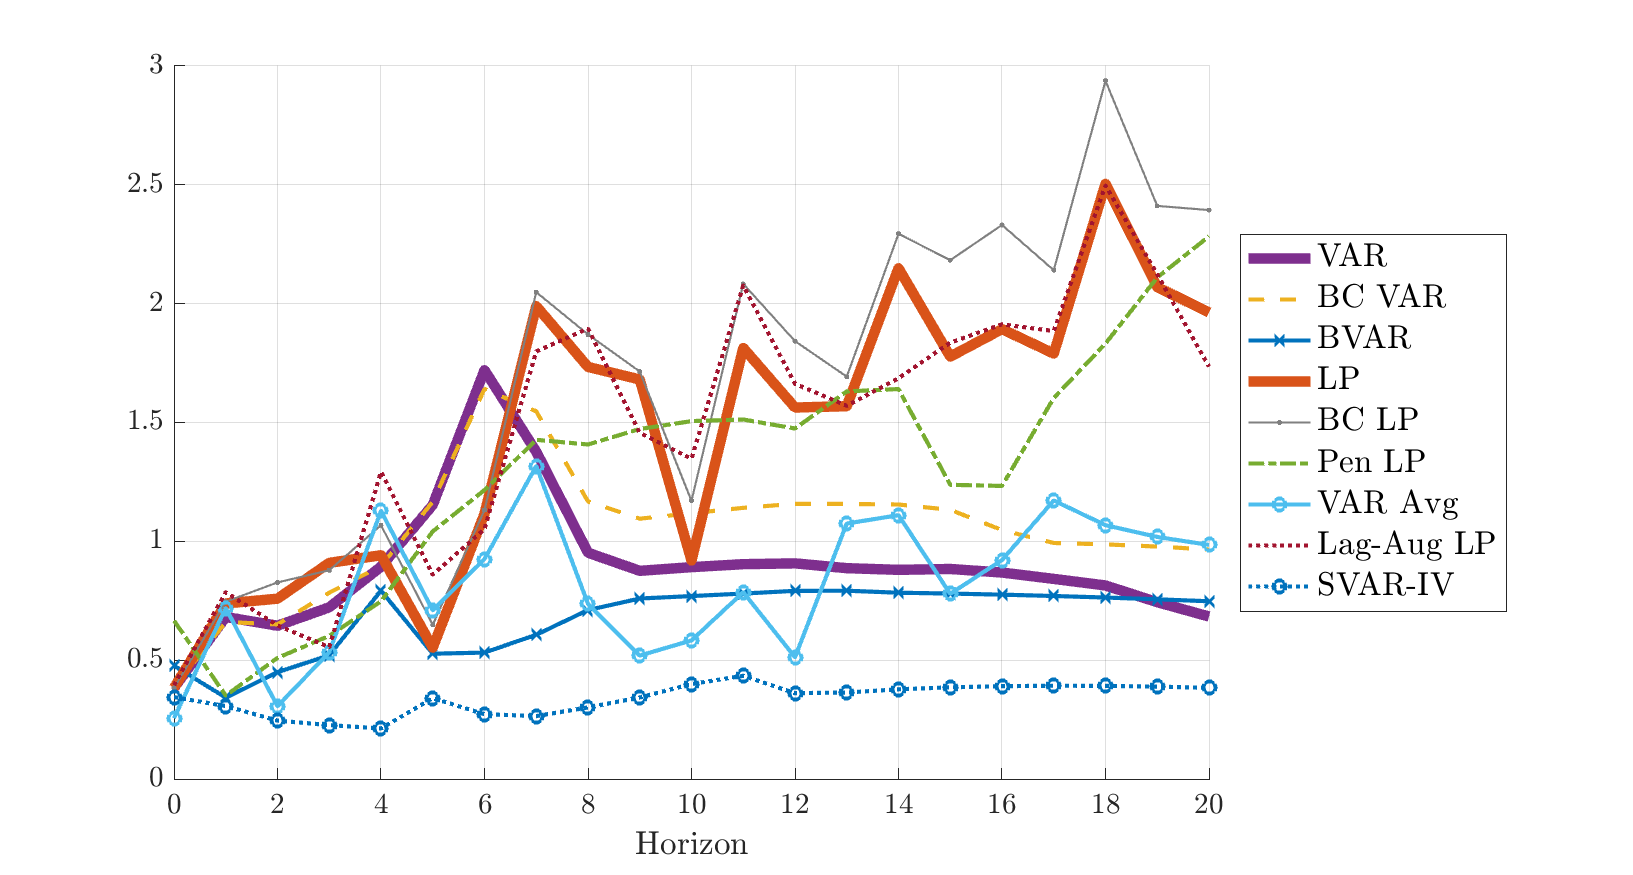 3
2.5
2
1.5
1
0.5
0
0 2 4 6 8 10 12 14 16 18 20
Horizon
VAR
BC VAR
BVAR
LP
BC LP
Pen LP
VAR Avg
Lag-Aug LP
SVAR-IV